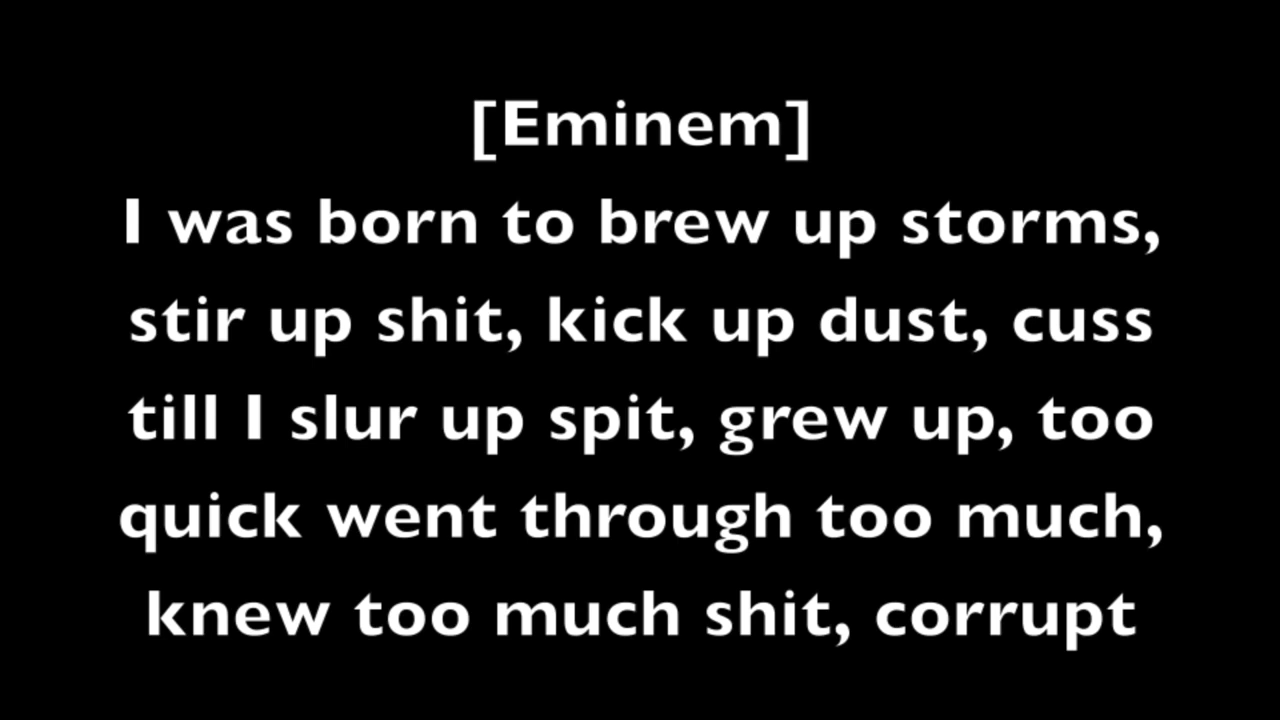 [Eminem]
I was born to brew up storms,
stir up shit, kick up dust, cuss
till I slur up spit, grew up, too
quick went through too much,
knew too much shit, corrupt